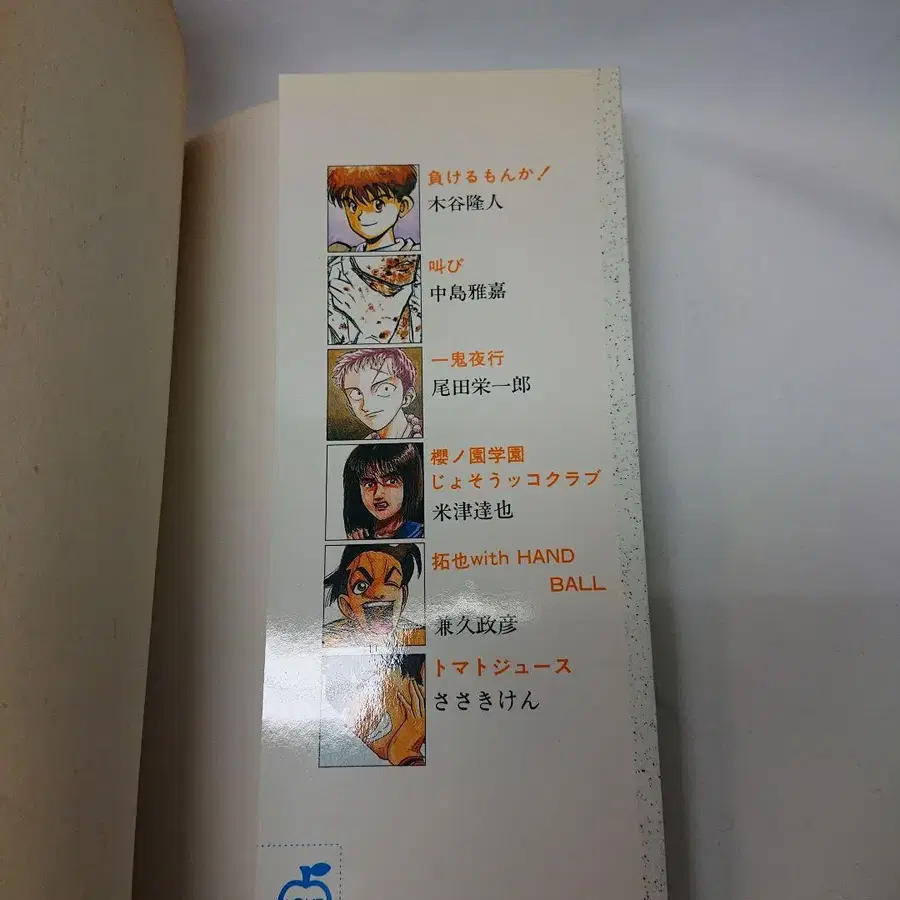 負けるもんか!
木谷隆人
叫び
中島雅嘉
一鬼夜行
尾田栄一郎
櫻ノ園学園
じょそうッコクラブ
米津達也
拓也with HAND
BALL
兼久政彦
トマトジュース
ささきけん